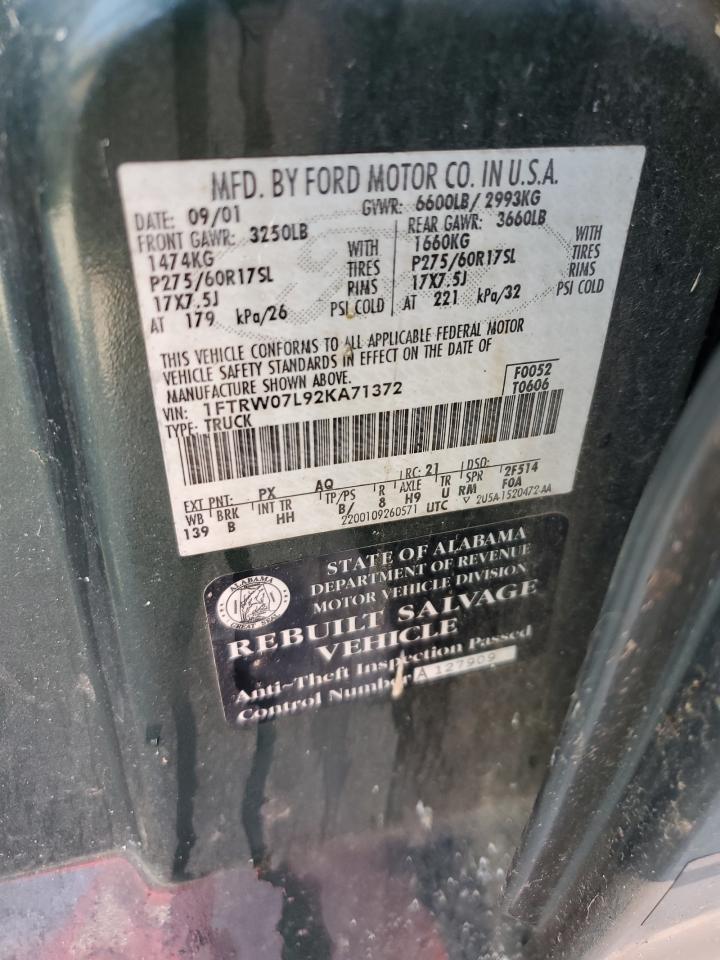 MFD. BY FORD MOTOR CO. IN U.S.A.
DATE: 09/01 GVWR: 6600LB/2993KG
FRONT GAWR: 3250LB REAR GAWR: 3660LB
1474KG WITH 1660KG WITH
P275/60R17SL TIRES P275/60R17SL TIRES
17X7.5J RIMS 17X7.5J RIMS
AT 179 kPa/26 PSI COLD AT 221 kPa/32 PSI COLD
THIS VEHICLE CONFORMS TO ALL APPLICABLE FEDERAL MOTOR
VEHICLE SAFETY STANDARDS IN EFFECT ON THE DATE OF
MANUFACTURE SHOWN ABOVE. F0052
VIN: 1FTRW07L92KA71372 T0606
TYPE: TRUCK
EXT PNT: PX AQ RC: 21 DSO:
WB BRK INT TR TP/PS R AXLE TR SPR 2F514
139 B HH B/ 8 H9 U RM F0A
2200109260571 UTC V 2U5A-1520472-AA
STATE OF ALABAMA
DEPARTMENT OF REVENUE
MOTOR VEHICLE DIVISION
ALABAMA
GREAT SEAL
REBUILT SALVAGE
VEHICLE
Anti-Theft Inspection Passed
Control Number A 127909